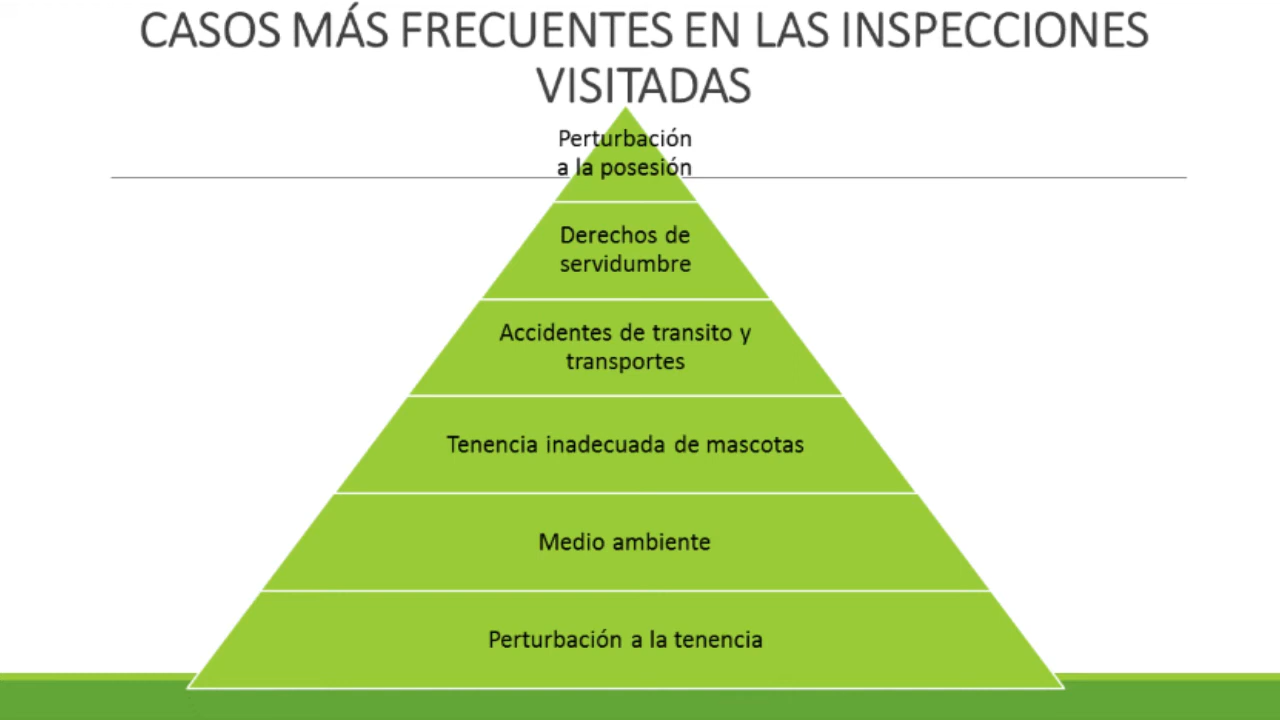 CASOS MÁS FRECUENTES EN LAS INSPECCIONES
VISITADAS
Perturbación
a la posesión
Derechos de
servidumbre
Accidentes de transito y
transportes
Tenencia inadecuada de mascotas
Medio ambiente
Perturbación a la tenencia